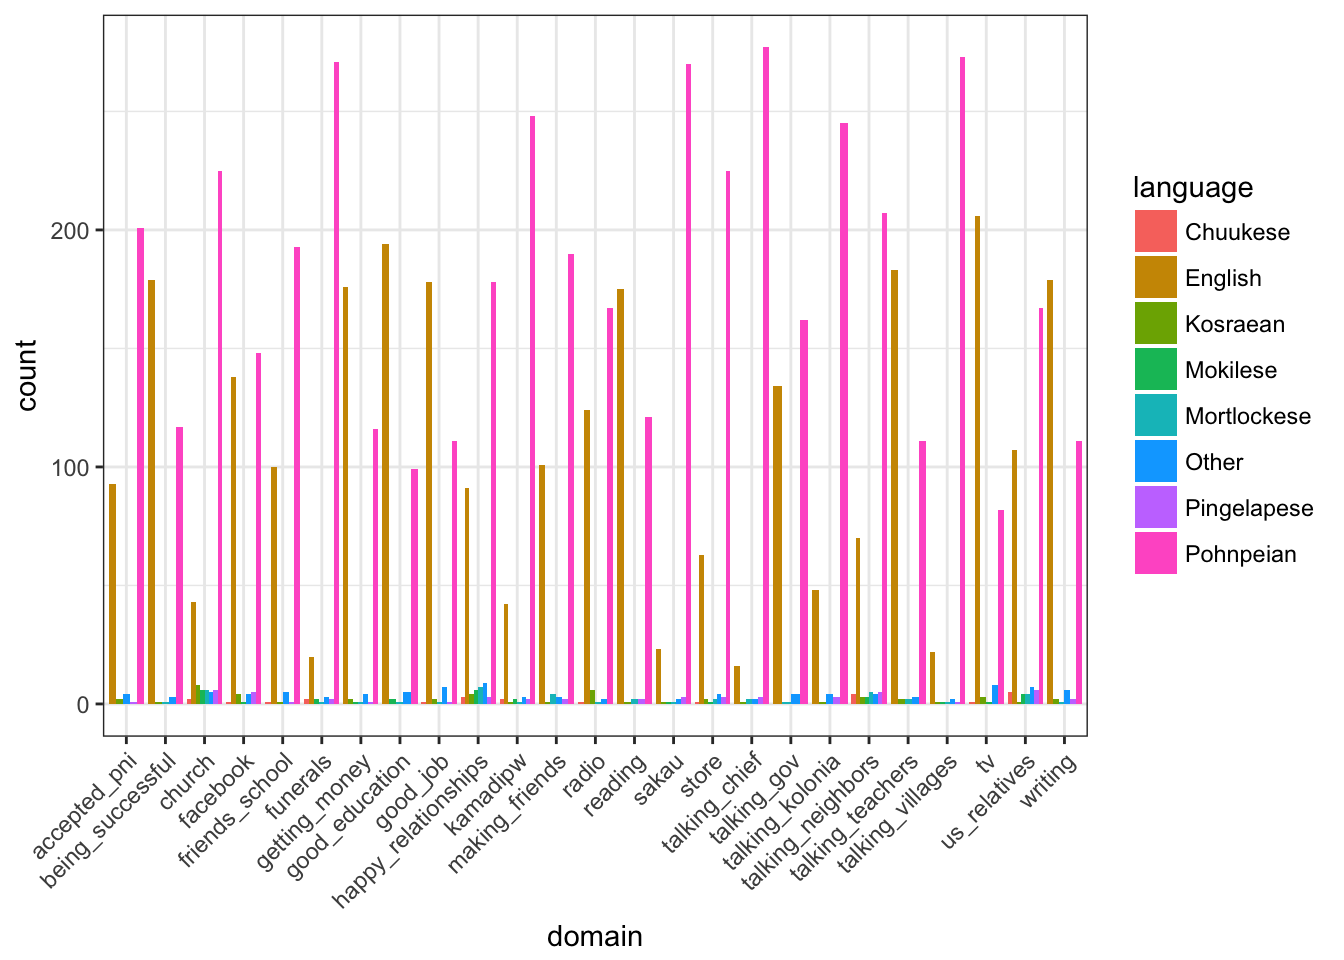 count
200
100
0
accepted_pni
being_successful
church
facebook
friends_school
funerals
getting_money
good_education
good_job
happy_relationships
kamadipw
making_friends
radio
reading
sakau
store
talking_chief
talking_gov
talking_kolonia
talking_neighbors
talking_teachers
talking_villages
tv
us_relatives
writing
domain
language
Chuukese
English
Kosraean
Mokilese
Mortlockese
Other
Pingelapese
Pohnpeian